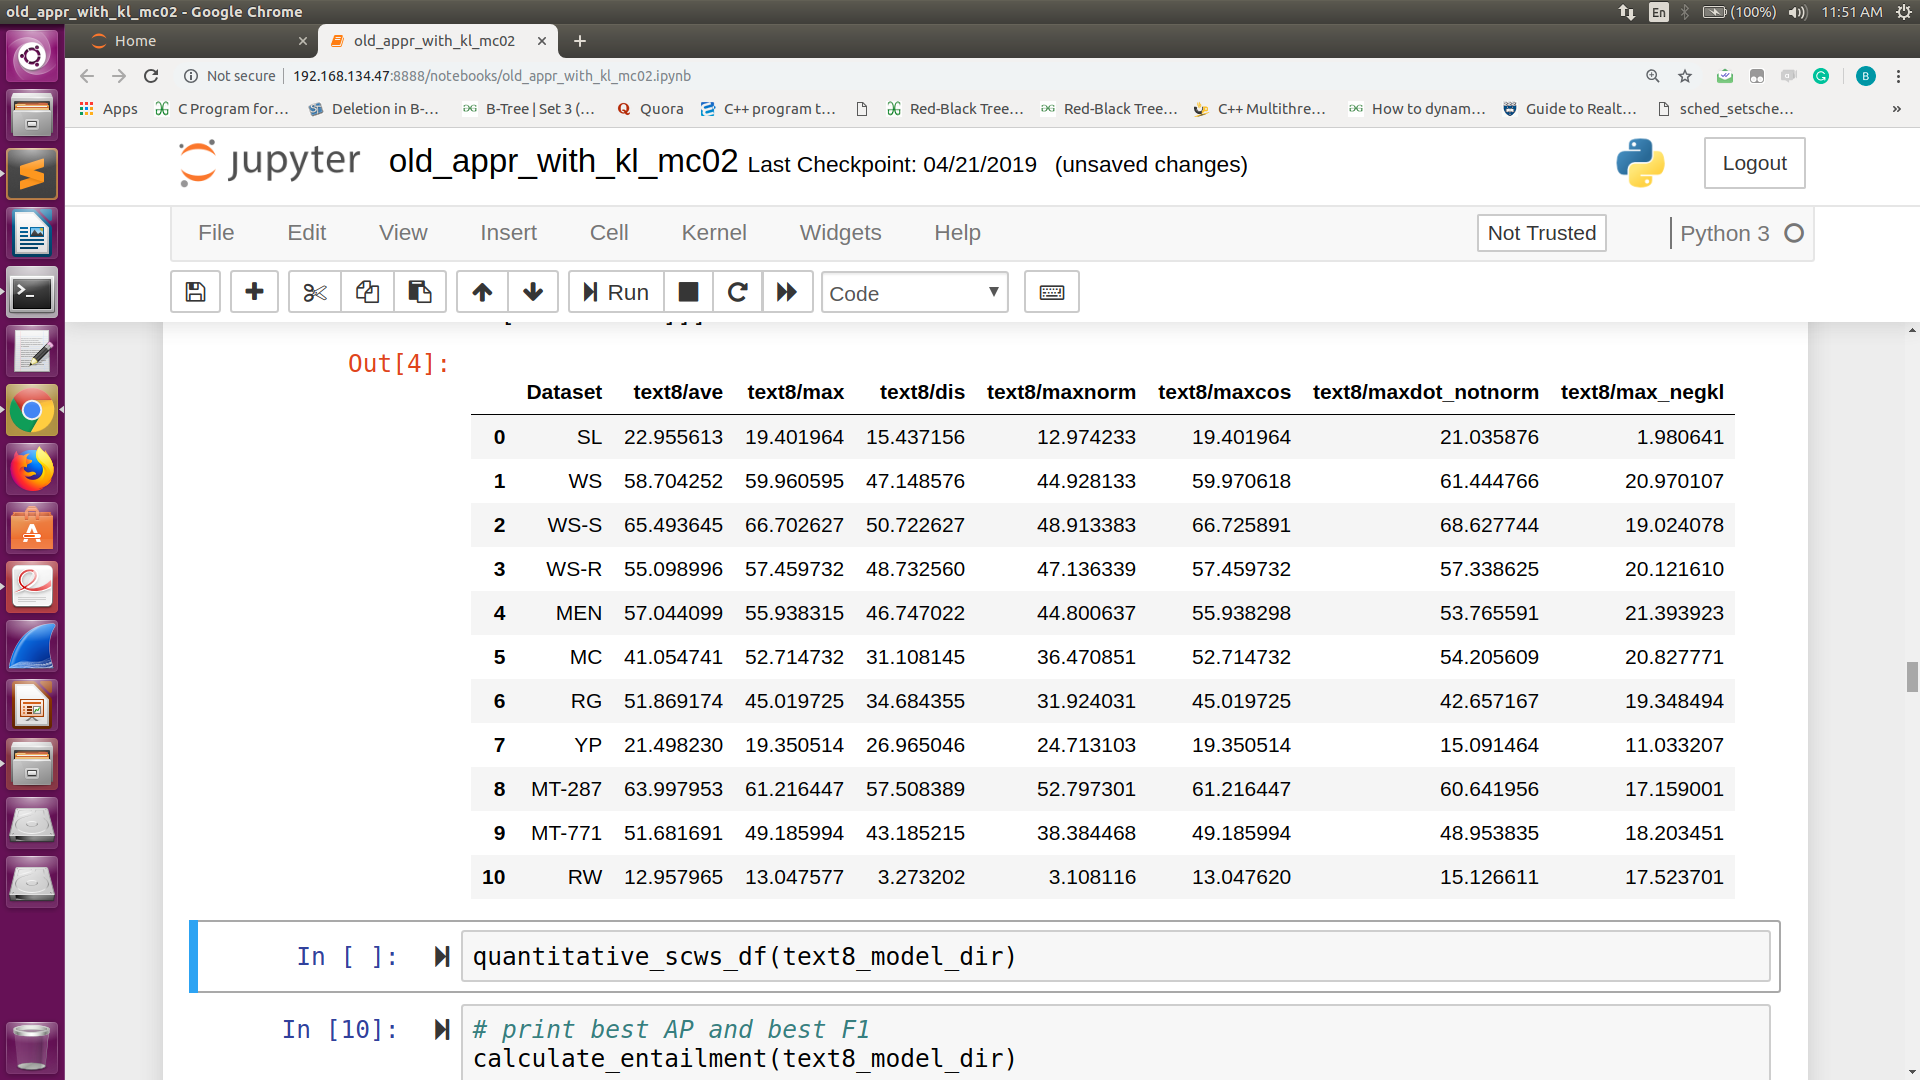 old_appr_with_kl_mc02 - Google Chrome En (100%) 11:51 AM
Home old_appr_with_kl_mc02
Not secure 192.168.134.47:8888/notebooks/old_appr_with_kl_mc02.ipynb B
Apps C Program for... Deletion in B-... B-Tree | Set 3 (... Quora C++ program t... Red-Black Tree... Red-Black Tree... C++ Multithre... How to dynam... Guide to Realt... sched_setsche... »
jupyter old_appr_with_kl_mc02 Last Checkpoint: 04/21/2019 (unsaved changes) Logout
File Edit View Insert Cell Kernel Widgets Help Not Trusted Python 3
Run Code
Out[4]:
Dataset text8/ave text8/max text8/dis text8/maxnorm text8/maxcos text8/maxdot_notnorm text8/max_negkl
0 SL 22.955613 19.401964 15.437156 12.974233 19.401964 21.035876 1.980641
1 WS 58.704252 59.960595 47.148576 44.928133 59.970618 61.444766 20.970107
2 WS-S 65.493645 66.702627 50.722627 48.913383 66.725891 68.627744 19.024078
3 WS-R 55.098996 57.459732 48.732560 47.136339 57.459732 57.338625 20.121610
4 MEN 57.044099 55.938315 46.747022 44.800637 55.938298 53.765591 21.393923
5 MC 41.054741 52.714732 31.108145 36.470851 52.714732 54.205609 20.827771
6 RG 51.869174 45.019725 34.684355 31.924031 45.019725 42.657167 19.348494
7 YP 21.498230 19.350514 26.965046 24.713103 19.350514 15.091464 11.033207
8 MT-287 63.997953 61.216447 57.508389 52.797301 61.216447 60.641956 17.159001
9 MT-771 51.681691 49.185994 43.185215 38.384468 49.185994 48.953835 18.203451
10 RW 12.957965 13.047577 3.273202 3.108116 13.047620 15.126611 17.523701
In [ ]: quantitative_scws_df(text8_model_dir)
In [10]: # print best AP and best F1
calculate_entailment(text8_model_dir)